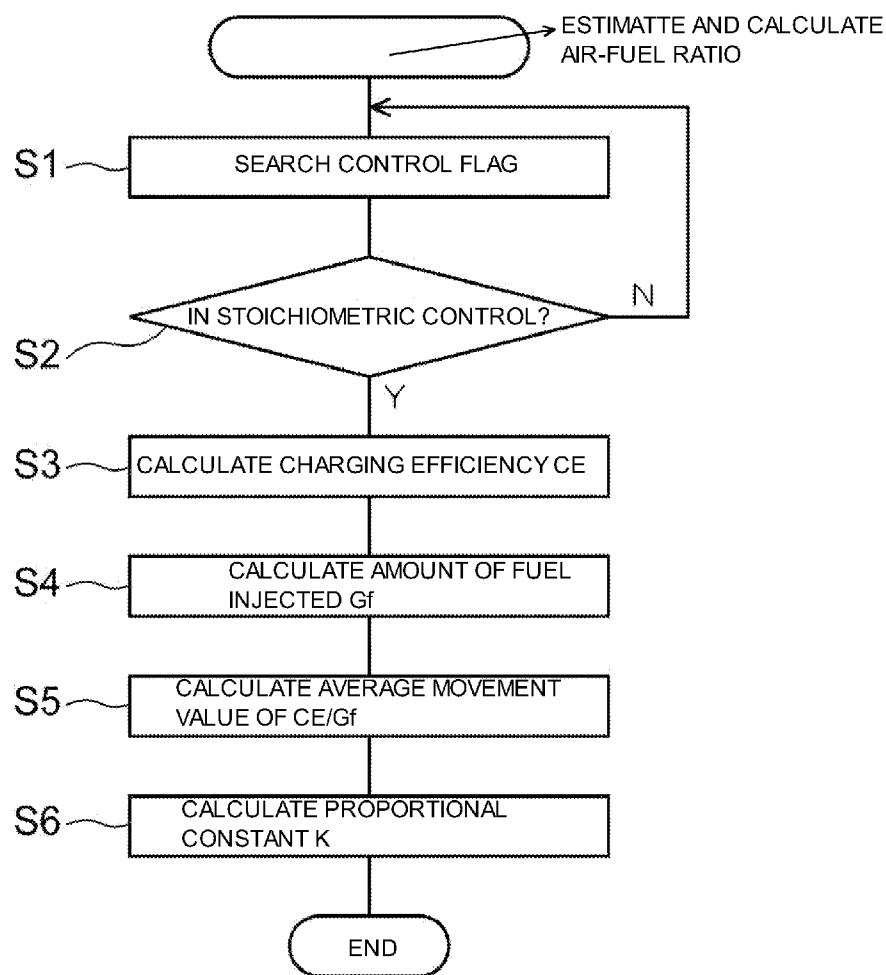 ESTIMATTE AND CALCULATE
AIR-FUEL RATIO
S1
SEARCH CONTROL FLAG
S2
IN STOICHIOMETRIC CONTROL?
N
Y
S3
CALCULATE CHARGING EFFICIENCY CE
S4
CALCULATE AMOUNT OF FUEL
INJECTED Gf
S5
CALCULATE AVERAGE MOVEMENT
VALUE OF CE/Gf
S6
CALCULATE PROPORTIONAL
CONSTANT K
END